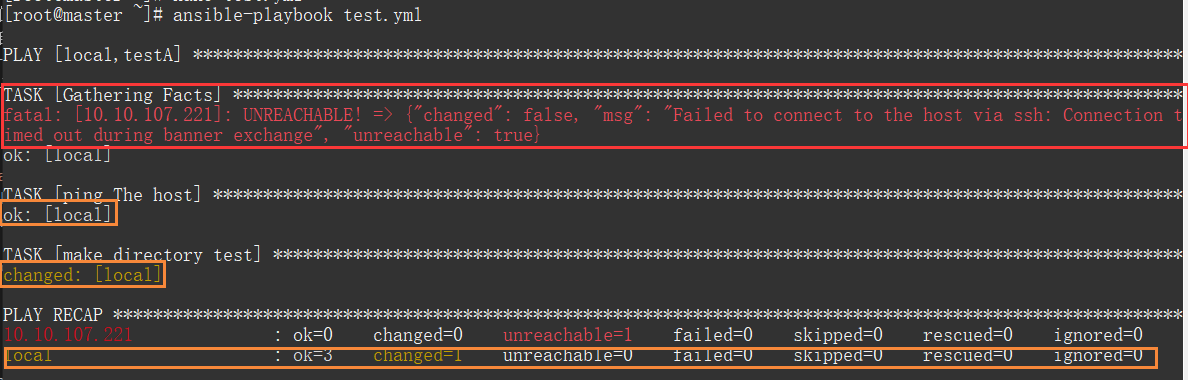 [root@master ~]# ansible-playbook test.yml
PLAY [local,testA] **************************************************************************************************
TASK [Gathering Facts] **********************************************************************************************
fatal: [10.10.107.221]: UNREACHABLE! => {"changed": false, "msg": "Failed to connect to the host via ssh: Connection t
imed out during banner exchange", "unreachable": true}
ok: [local]
TASK [ping The host] ************************************************************************************************
ok: [local]
TASK [make directory test] ******************************************************************************************
changed: [local]
PLAY RECAP **********************************************************************************************************
10.10.107.221 : ok=0 changed=0 unreachable=1 failed=0 skipped=0 rescued=0 ignored=0
local : ok=3 changed=1 unreachable=0 failed=0 skipped=0 rescued=0 ignored=0